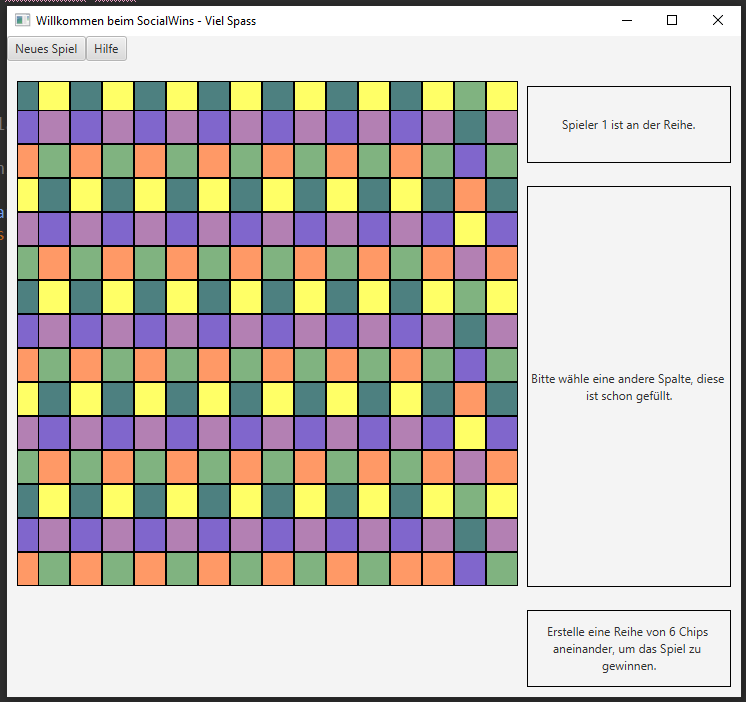 Willkommen beim SocialWins - Viel Spass
Neues Spiel Hilfe
Spieler 1 ist an der Reihe.
Bitte wähle eine andere Spalte, diese
ist schon gefüllt.
Erstelle eine Reihe von 6 Chips
aneinander, um das Spiel zu
gewinnen.